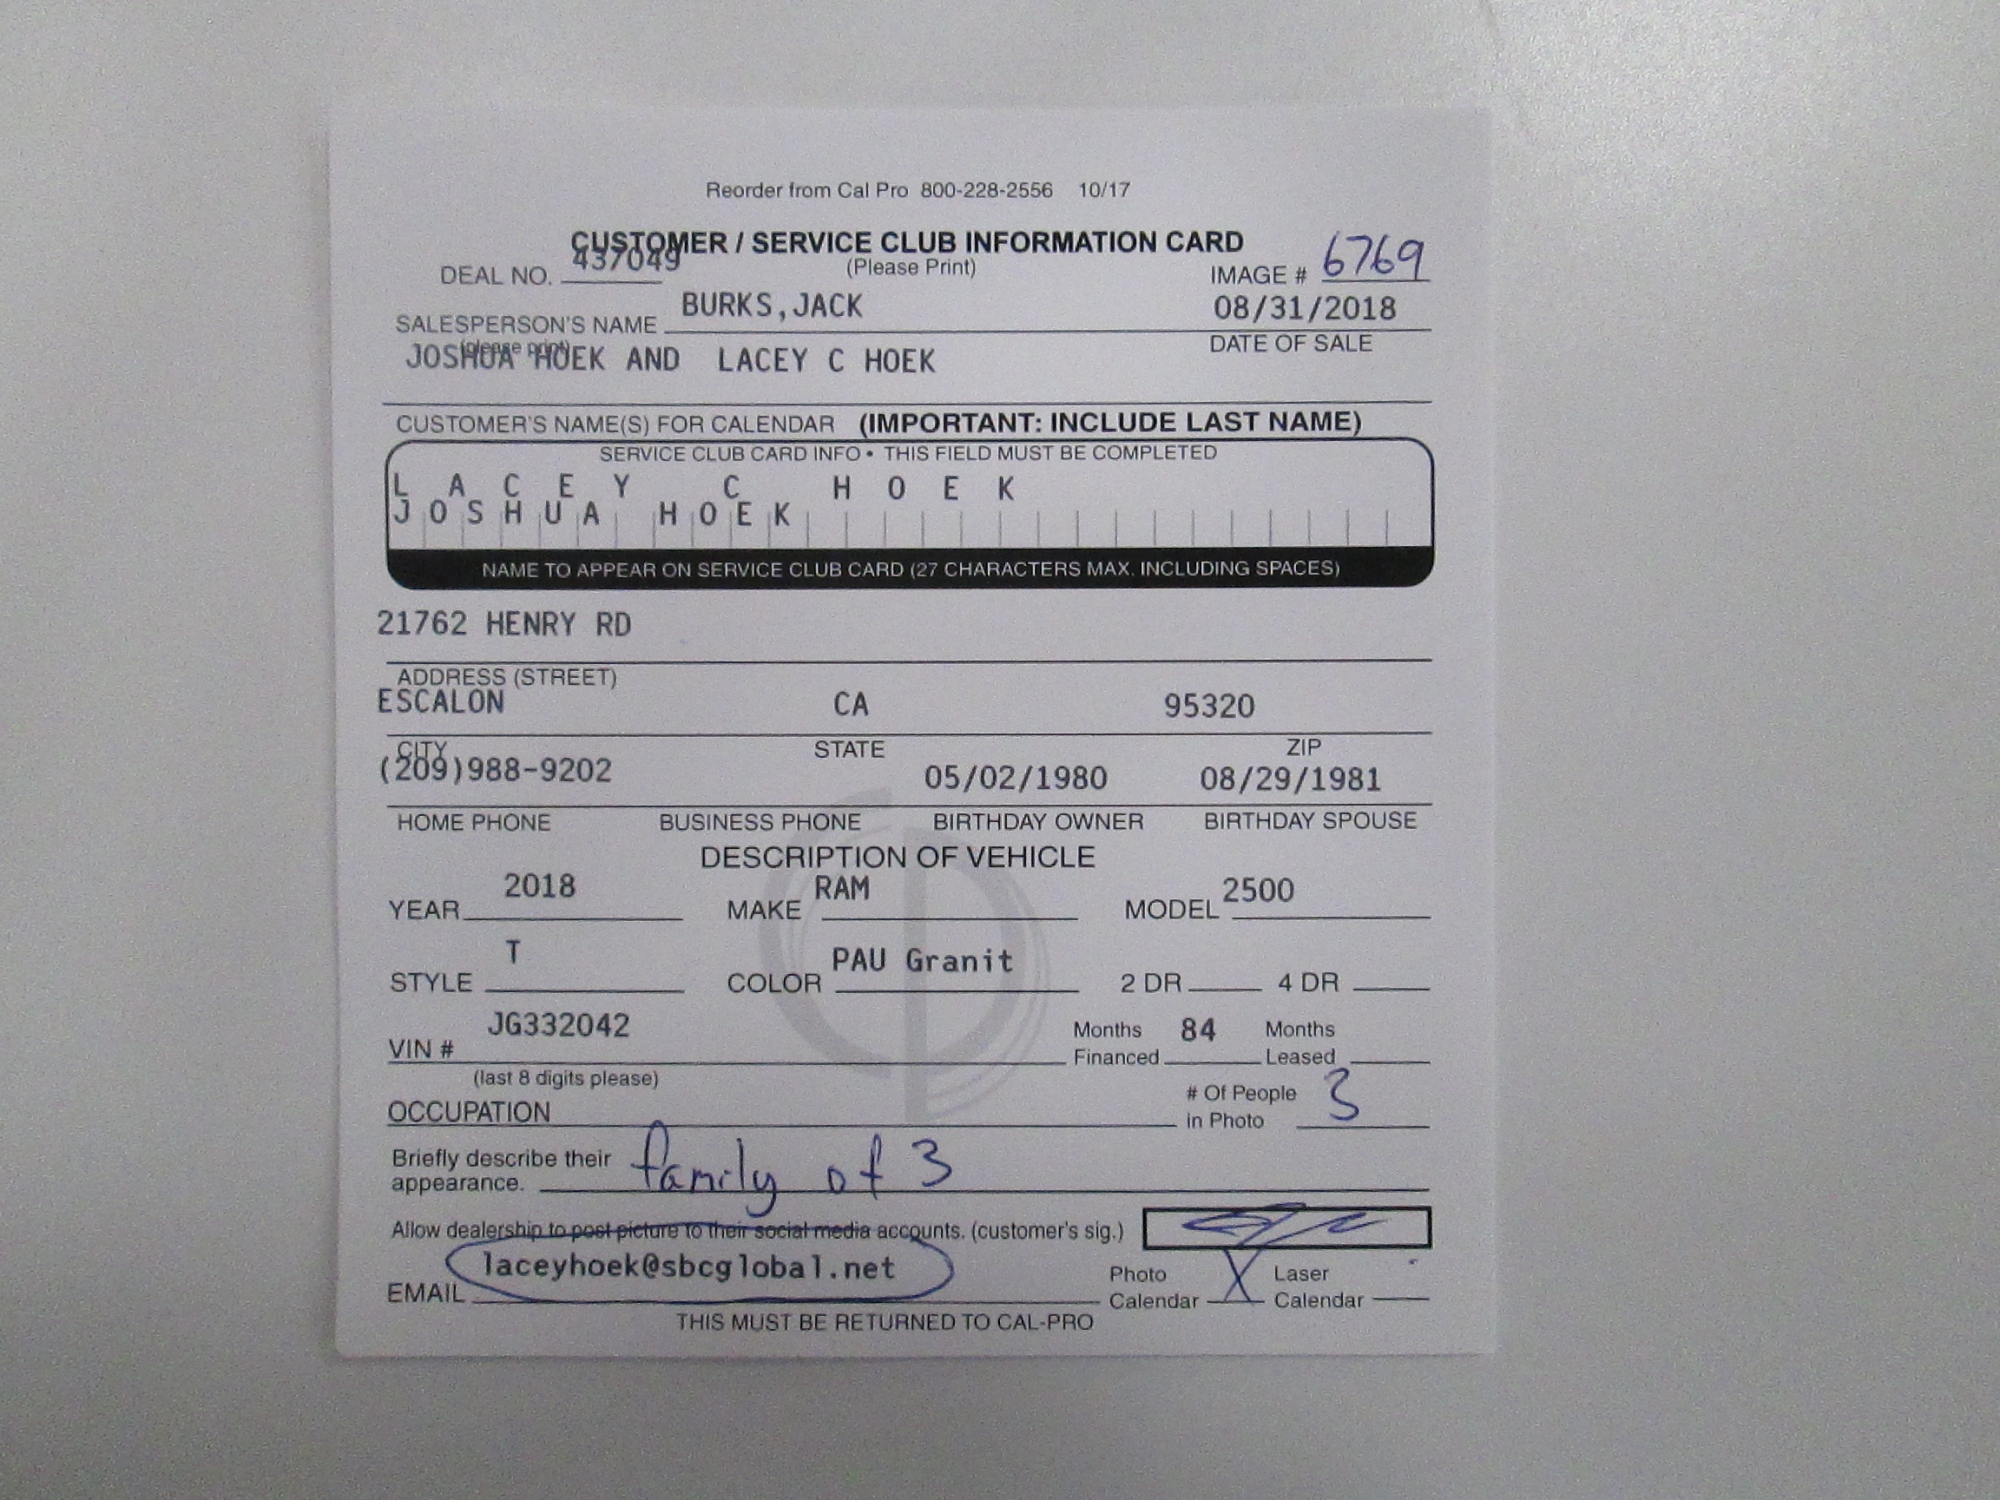 Reorder from Cal Pro 800-228-2556 10/17
CUSTOMER / SERVICE CLUB INFORMATION CARD
(Please Print)
DEAL NO. 437049
IMAGE # 6769
SALESPERSON'S NAME BURKS,JACK
08/31/2018
(please print)
DATE OF SALE
JOSHUA HOEK AND LACEY C HOEK
CUSTOMER'S NAME(S) FOR CALENDAR (IMPORTANT: INCLUDE LAST NAME)
SERVICE CLUB CARD INFO • THIS FIELD MUST BE COMPLETED
LACEY C HOEK
JOSHUA HOEK
NAME TO APPEAR ON SERVICE CLUB CARD (27 CHARACTERS MAX. INCLUDING SPACES)
21762 HENRY RD
ADDRESS (STREET)
ESCALON CA 95320
CITY STATE ZIP
(209)988-9202 05/02/1980 08/29/1981
HOME PHONE BUSINESS PHONE BIRTHDAY OWNER BIRTHDAY SPOUSE
DESCRIPTION OF VEHICLE
YEAR 2018 MAKE RAM MODEL 2500
STYLE T COLOR PAU Granit 2 DR 4 DR
VIN # JG332042 Months Financed 84 Months Leased
(last 8 digits please)
OCCUPATION # Of People in Photo 3
Briefly describe their appearance. family of 3
Allow dealership to post picture to their social media accounts. (customer's sig.)
EMAIL laceyhoek@sbcglobal.net Photo Calendar X Laser Calendar
THIS MUST BE RETURNED TO CAL-PRO